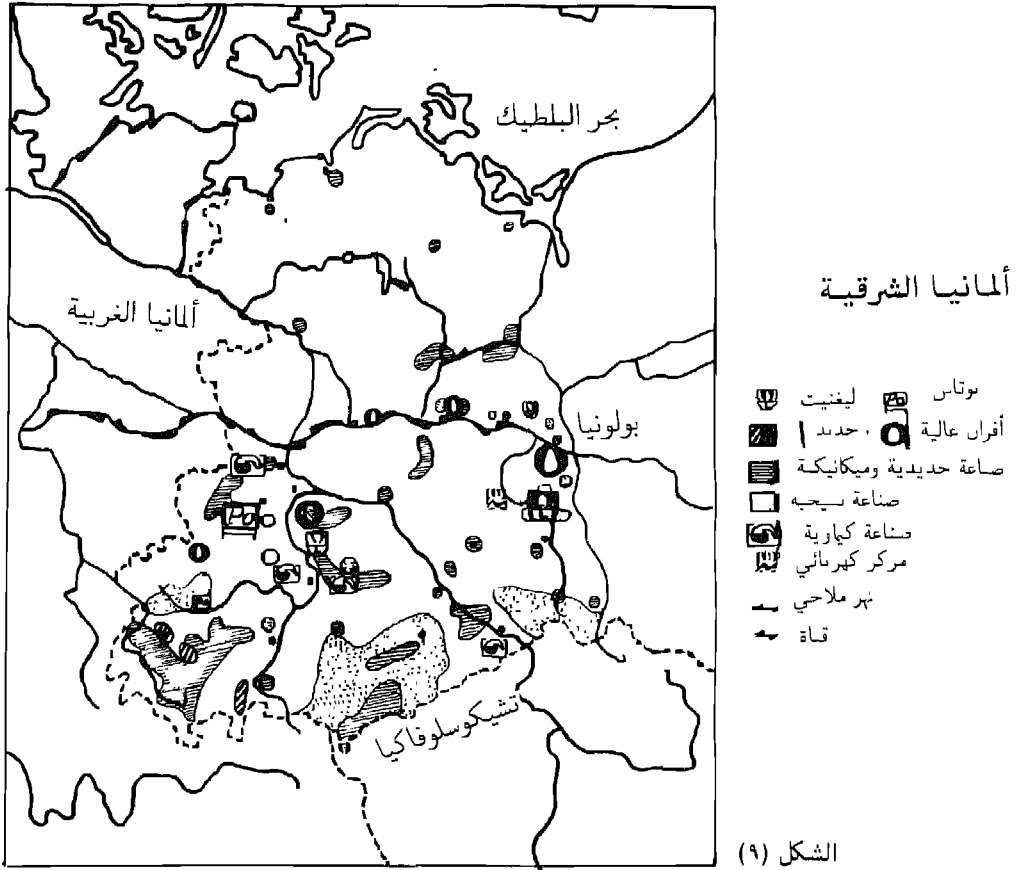 بحر البلطيك
ألمانيا الشرقية
ألمانيا الغربية
بولونيا
تشيكوسلوفاكيا
ليغنيت
بوتاس
أفران عالية
حديد
صناعة حديدية وميكانيكية
صناعة
صناعة كيماوية
مركز كهربائي
نهر ملاحي
قناة
الشكل (٩)